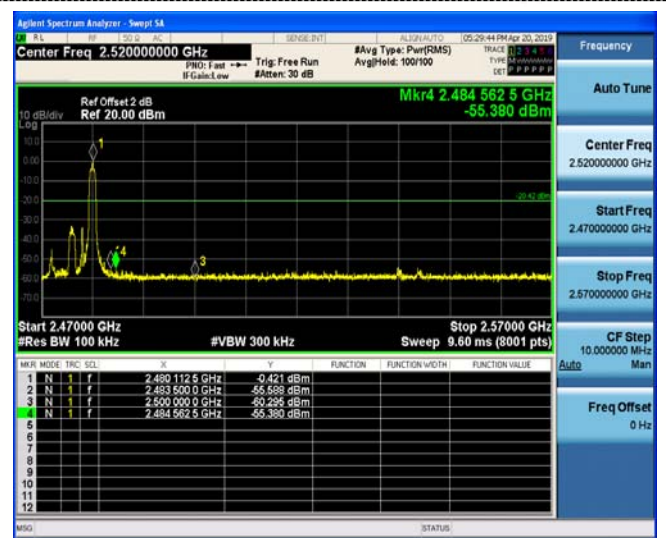 Agilent Spectrum Analyzer - Swept SA
RL RF 50 Ω AC SENSE:INT ALIGN AUTO 05:29:44 PM Apr 20, 2019
Center Freq 2.520000000 GHz
PNO: Fast
IFGain:Low
Trig: Free Run
#Atten: 30 dB
#Avg Type: Pwr(RMS)
Avg|Hold: 100/100
TRACE 1 2 3 4 5 6
TYPE M
DET P P P P P P
Ref Offset 2 dB
10 dB/div Ref 20.00 dBm
Log
Mkr4 2.484 562 5 GHz
-55.380 dBm
10.0
0.00
-10.0
-20.0
-30.0
-40.0
-50.0
-60.0
-70.0
1
4
3
-20.42 dBm
Start 2.47000 GHz Stop 2.57000 GHz
#Res BW 100 kHz #VBW 300 kHz Sweep 9.60 ms (8001 pts)
MKR MODE TRC SCL X Y FUNCTION FUNCTION WIDTH FUNCTION VALUE
1 N 1 f 2.480 112 5 GHz -0.421 dBm
2 N 1 f 2.483 500 0 GHz -55.589 dBm
3 N 1 f 2.500 000 0 GHz -60.295 dBm
4 N 1 f 2.484 562 5 GHz -55.380 dBm
5
6
7
8
9
10
11
12
MSG STATUS
Frequency
Auto Tune
Center Freq
2.520000000 GHz
Start Freq
2.470000000 GHz
Stop Freq
2.570000000 GHz
CF Step
10.000000 MHz
Auto Man
Freq Offset
0 Hz